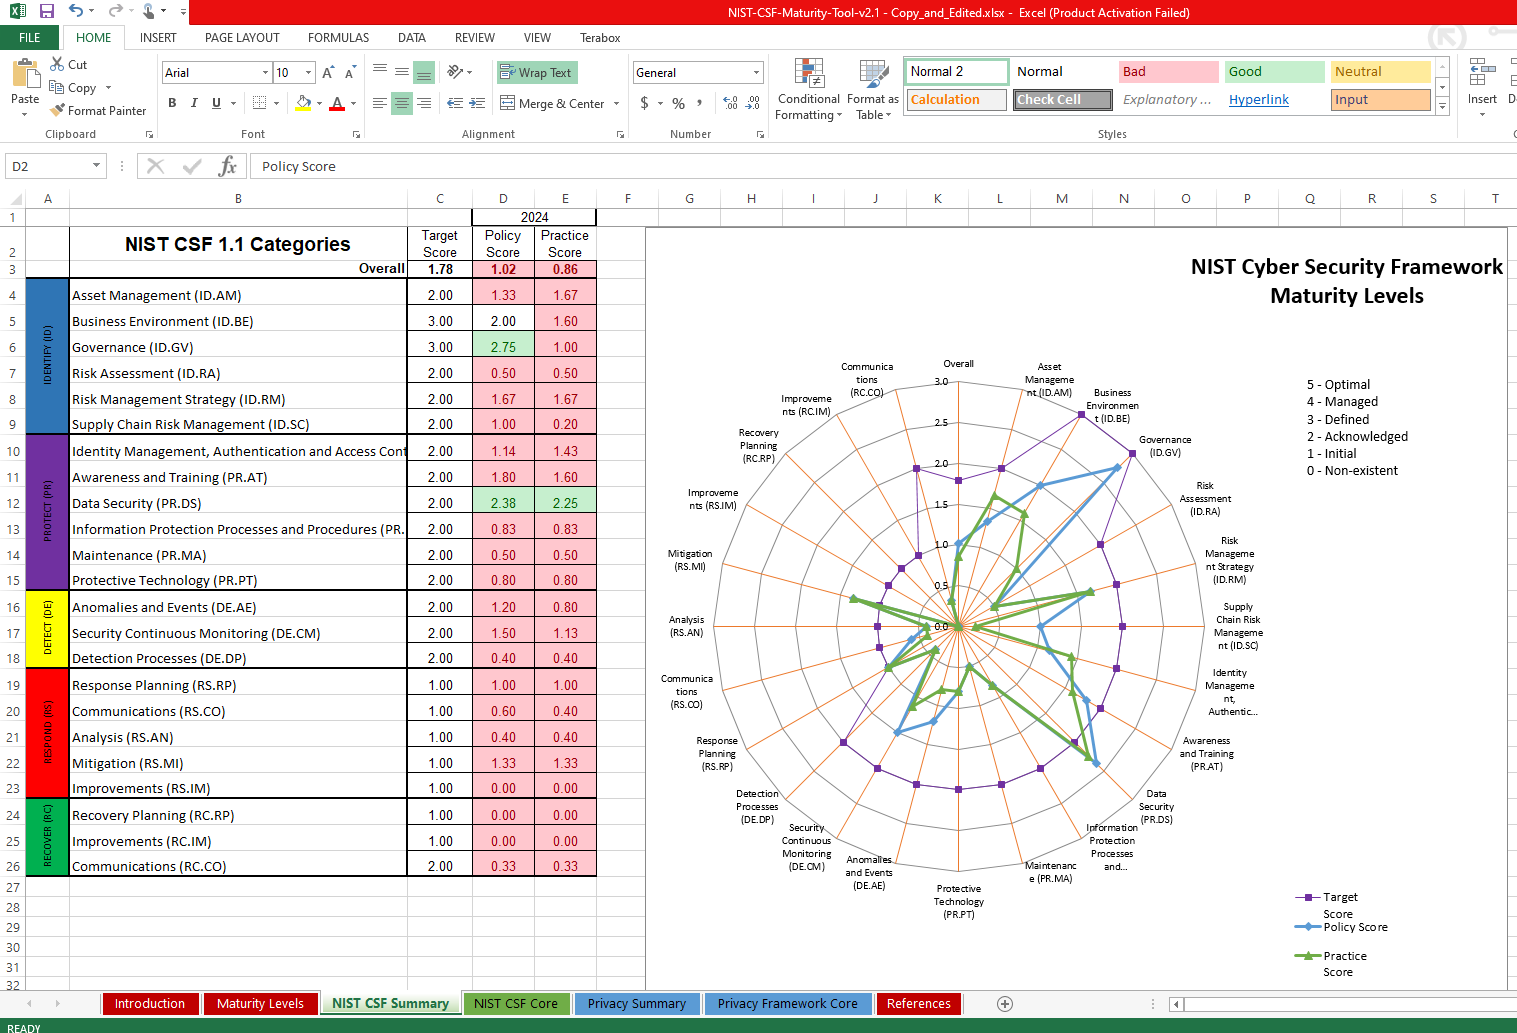 NIST-CSF-Maturity-Tool-v2.1 - Copy_and_Edited.xlsx - Excel (Product Activation Failed)
FILE HOME INSERT PAGE LAYOUT FORMULAS DATA REVIEW VIEW Terabox
Paste
Cut
Copy
Format Painter
Clipboard
Arial 10
B I U
Font
Wrap Text
Merge & Center
Alignment
General
$ % ,
Number
Conditional
Formatting
Format as
Table
Normal 2 Normal Bad Good Neutral
Calculation Check Cell Explanatory ... Hyperlink Input
Styles
Insert
D2 fx Policy Score
A B C D E F G H I J K L M N O P Q R S T
1 2024
2 NIST CSF 1.1 Categories Target Score Policy Score Practice Score
3 Overall 1.78 1.02 0.86
IDENTIFY (ID)
4 Asset Management (ID.AM) 2.00 1.33 1.67
5 Business Environment (ID.BE) 3.00 2.00 1.60
6 Governance (ID.GV) 3.00 2.75 1.00
7 Risk Assessment (ID.RA) 2.00 0.50 0.50
8 Risk Management Strategy (ID.RM) 2.00 1.67 1.67
9 Supply Chain Risk Management (ID.SC) 2.00 1.00 0.20
PROTECT (PR)
10 Identity Management, Authentication and Access Cont 2.00 1.14 1.43
11 Awareness and Training (PR.AT) 2.00 1.80 1.60
12 Data Security (PR.DS) 2.00 2.38 2.25
13 Information Protection Processes and Procedures (PR. 2.00 0.83 0.83
14 Maintenance (PR.MA) 2.00 0.50 0.50
15 Protective Technology (PR.PT) 2.00 0.80 0.80
DETECT (DE)
16 Anomalies and Events (DE.AE) 2.00 1.20 0.80
17 Security Continuous Monitoring (DE.CM) 2.00 1.50 1.13
18 Detection Processes (DE.DP) 2.00 0.40 0.40
RESPOND (RS)
19 Response Planning (RS.RP) 1.00 1.00 1.00
20 Communications (RS.CO) 1.00 0.60 0.40
21 Analysis (RS.AN) 1.00 0.40 0.40
22 Mitigation (RS.MI) 1.00 1.33 1.33
23 Improvements (RS.IM) 1.00 0.00 0.00
RECOVER (RC)
24 Recovery Planning (RC.RP) 1.00 0.00 0.00
25 Improvements (RC.IM) 1.00 0.00 0.00
26 Communications (RC.CO) 2.00 0.33 0.33
27
28
29
30
31
32
NIST Cyber Security Framework
Maturity Levels
5 - Optimal
4 - Managed
3 - Defined
2 - Acknowledged
1 - Initial
0 - Non-existent
3.0
2.5
2.0
1.5
1.0
0.5
0.0
Overall
Asset
Manageme
nt (ID.AM)
Business
Environmen
t (ID.BE)
Governance
(ID.GV)
Risk
Assessment
(ID.RA)
Risk
Manageme
nt Strategy
(ID.RM)
Supply
Chain Risk
Manageme
nt (ID.SC)
Identity
Manageme
nt,
Authentic...
Awareness
and Training
(PR.AT)
Data
Security
(PR.DS)
Information
Protection
Processes
and...
Maintenanc
e (PR.MA)
Protective
Technology
(PR.PT)
Anomalies
and Events
(DE.AE)
Security
Continuous
Monitoring
(DE.CM)
Detection
Processes
(DE.DP)
Response
Planning
(RS.RP)
Communica
tions
(RS.CO)
Analysis
(RS.AN)
Mitigation
(RS.MI)
Improveme
nts (RS.IM)
Recovery
Planning
(RC.RP)
Improveme
nts (RC.IM)
Communica
tions
(RC.CO)
Target
Score
Policy Score
Practice
Score
Introduction Maturity Levels NIST CSF Summary NIST CSF Core Privacy Summary Privacy Framework Core References
READY